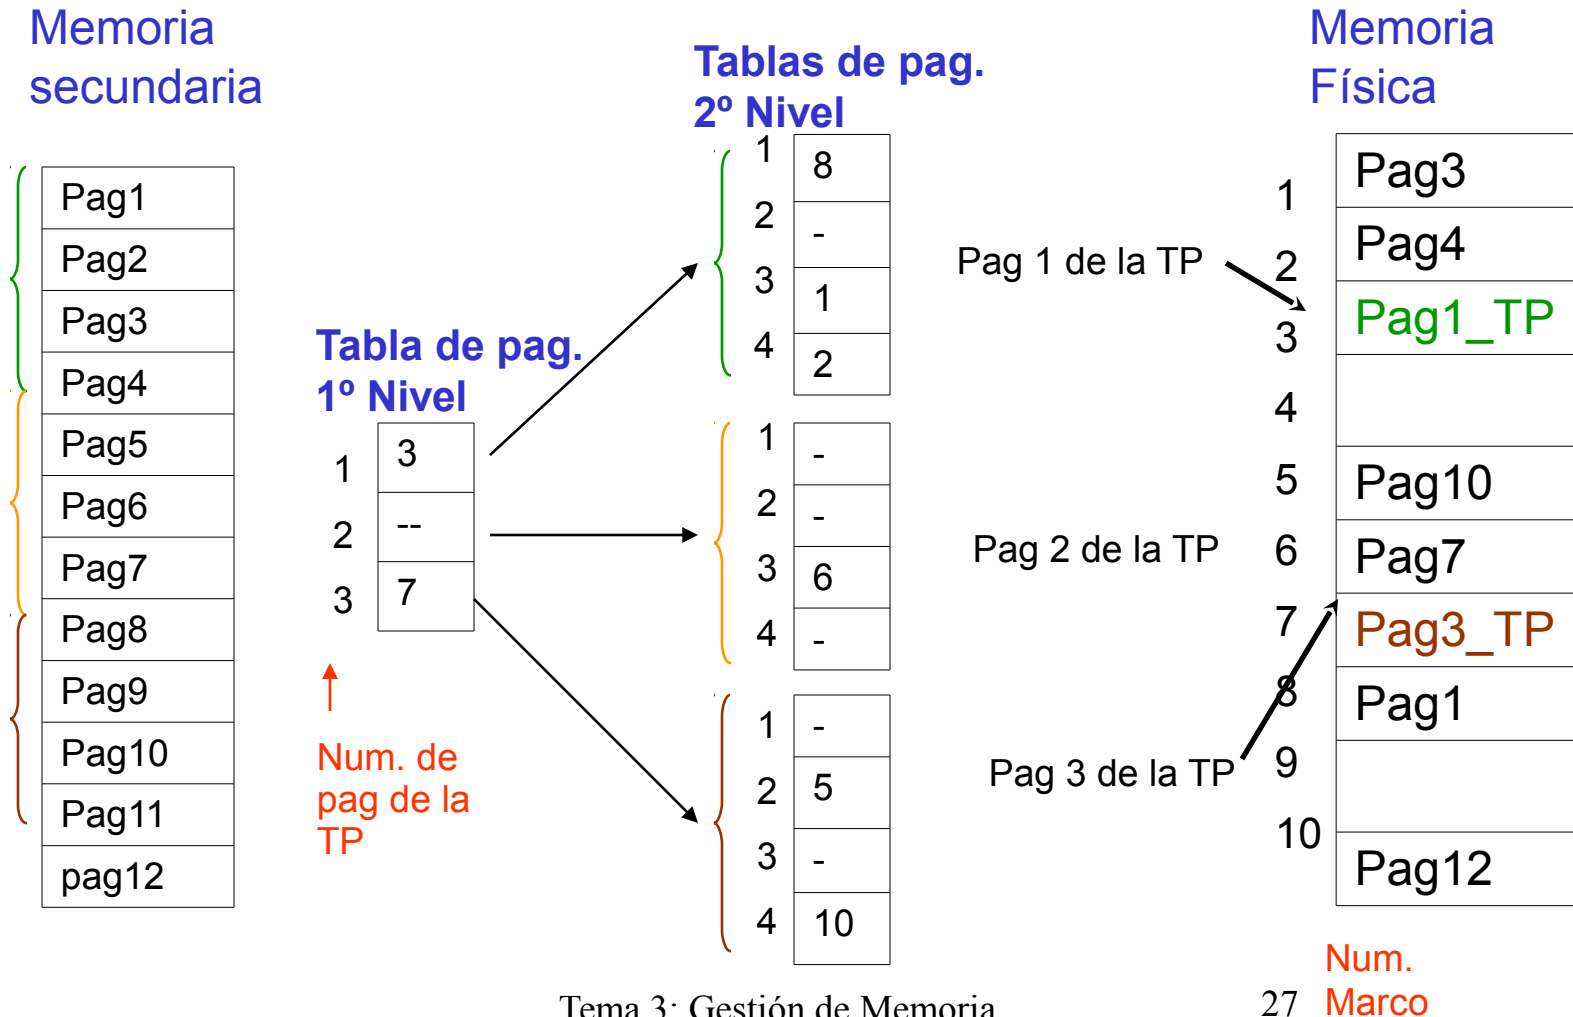 Memoria
secundaria
Pag1
Pag2
Pag3
Pag4
Pag5
Pag6
Pag7
Pag8
Pag9
Pag10
Pag11
pag12
Tabla de pag.
1º Nivel
1 3
2 --
3 7
Num. de
pag de la
TP
Tablas de pag.
2º Nivel
1 8
2 -
3 1
4 2
1 -
2 -
3 6
4 -
1 -
2 5
3 -
4 10
Pag 1 de la TP
Pag 2 de la TP
Pag 3 de la TP
Memoria
Física
1 Pag3
2 Pag4
3 Pag1_TP
4
5 Pag10
6 Pag7
7 Pag3_TP
8 Pag1
9
10 Pag12
Num.
Marco
Tema 3: Gestión de Memoria
27